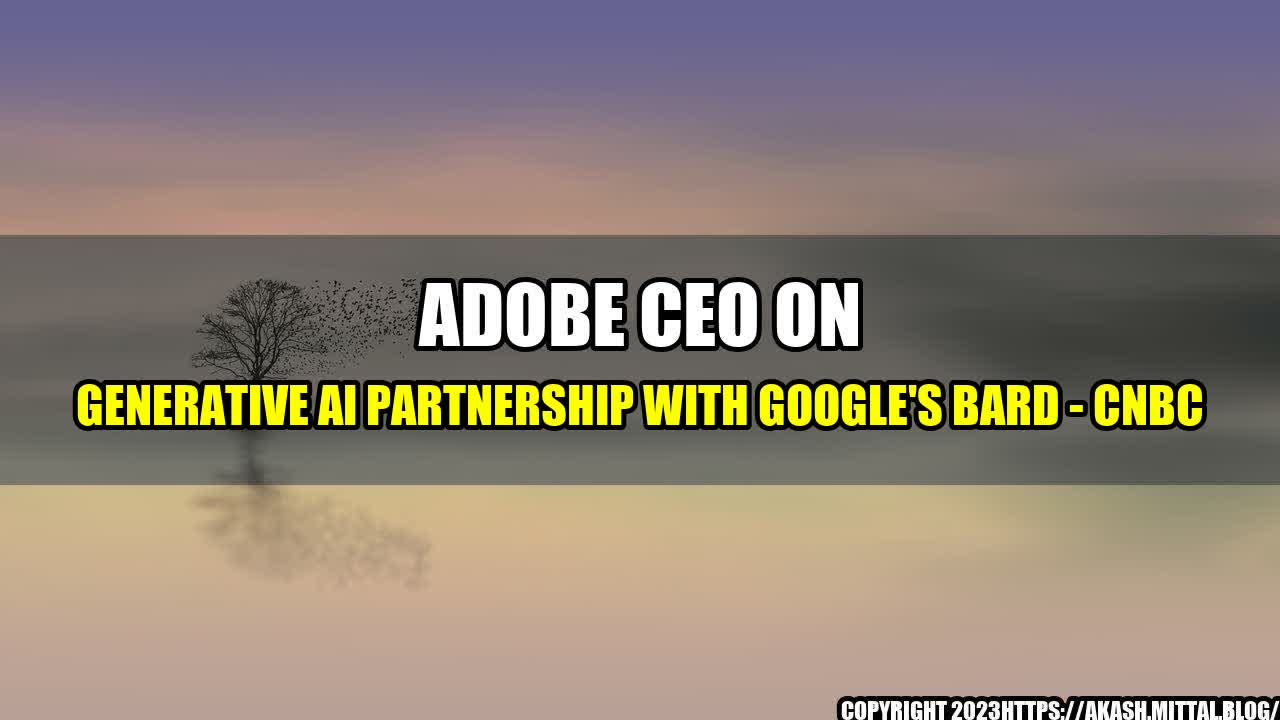 ADOBE CEO ON
GENERATIVE AI PARTNERSHIP WITH GOOGLE'S BARD - CNBC
COPYRIGHT 2023HTTPS://AKASH.MITTAL.BLOG/